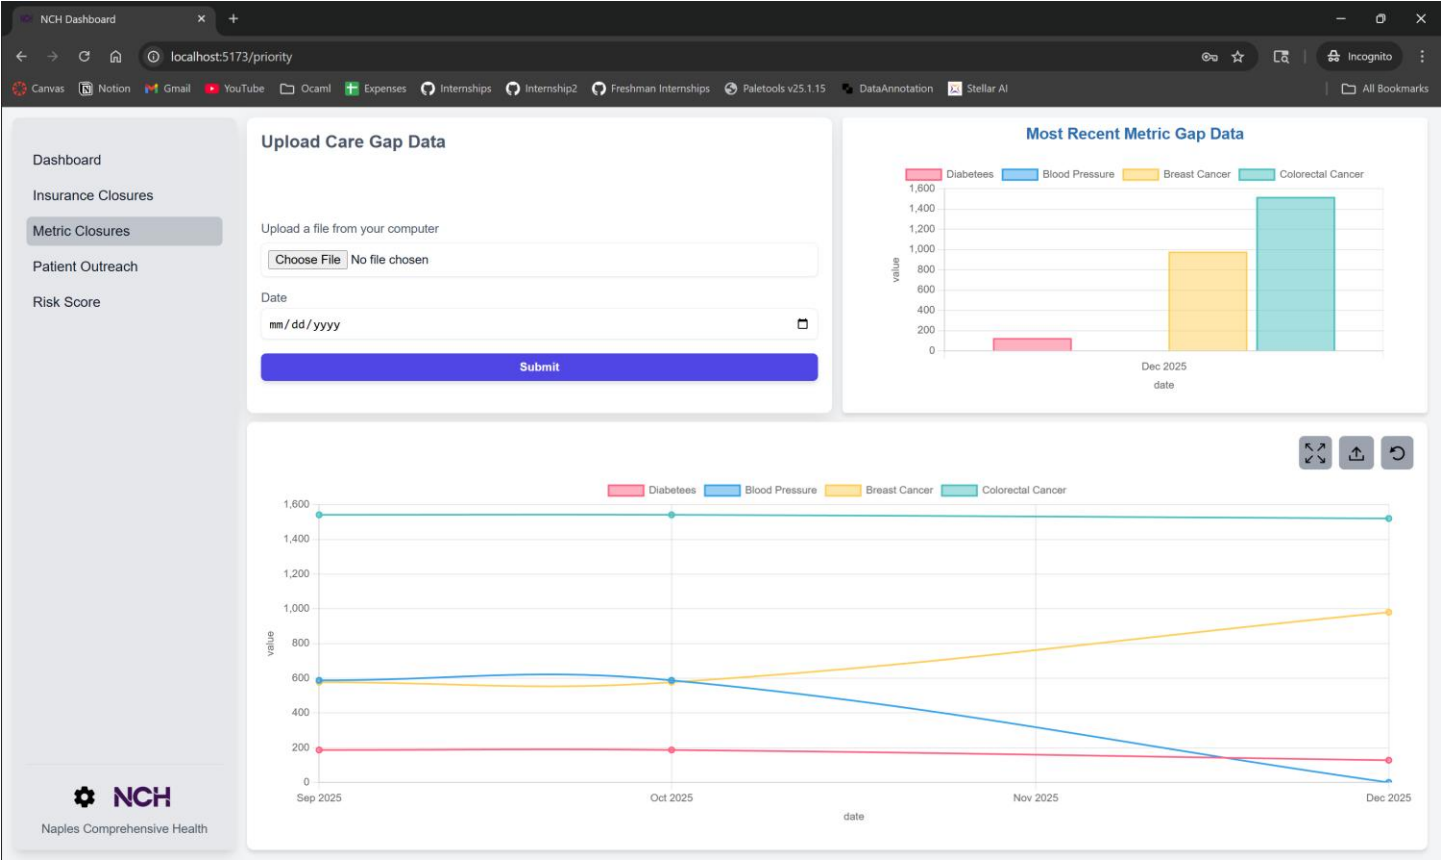 NCH Dashboard
localhost:5173/priority
Incognito
Canvas Notion Gmail YouTube Ocaml Expenses Internships Internship2 Freshman Internships Paletools v25.1.15 DataAnnotation Stellar AI All Bookmarks
Dashboard
Insurance Closures
Metric Closures
Patient Outreach
Risk Score
NCH
Naples Comprehensive Health
Upload Care Gap Data
Upload a file from your computer
Choose File No file chosen
Date
mm/dd/yyyy
Submit
Most Recent Metric Gap Data
Diabetees Blood Pressure Breast Cancer Colorectal Cancer
1,600
1,400
1,200
1,000
800
600
400
200
0
value
Dec 2025
date
Diabetees Blood Pressure Breast Cancer Colorectal Cancer
1,600
1,400
1,200
1,000
800
600
400
200
0
value
Sep 2025 Oct 2025 Nov 2025 Dec 2025
date